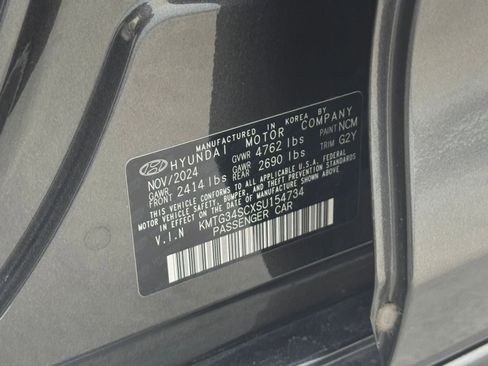 MANUFACTURED IN KOREA BY
HYUNDAI MOTOR COMPANY
NOV/2024 GVWR 4762 lbs PAINT NCM
GAWR FRONT 2414 lbs GAWR REAR 2690 lbs TRIM G2Y
THIS VEHICLE CONFORMS TO ALL APPLICABLE U.S.A. FEDERAL
MOTOR VEHICLE SAFETY, BUMPER, AND THEFT PREVENTION STANDARDS
IN EFFECT ON THE DATE OF MANUFACTURE SHOWN ABOVE.
V.I.N KMTG34SCXSU154734
PASSENGER CAR